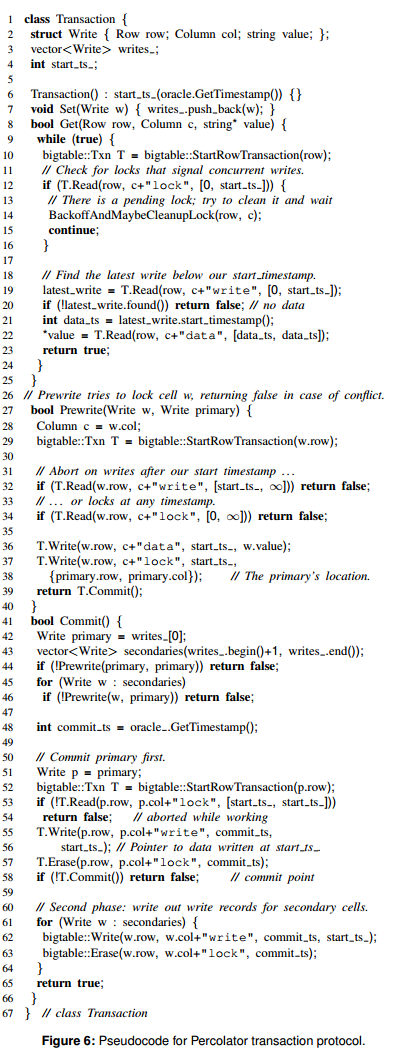 1 class Transaction {
2 struct Write { Row row; Column col; string value; };
3 vector<Write> writes_;
4 int start_ts_;
5
6 Transaction() : start_ts_(oracle.GetTimestamp()) {}
7 void Set(Write w) { writes_.push_back(w); }
8 bool Get(Row row, Column c, string* value) {
9 while (true) {
10 bigtable::Txn T = bigtable::StartRowTransaction(row);
11 // Check for locks that signal concurrent writes.
12 if (T.Read(row, c+"lock", [0, start_ts_])) {
13 // There is a pending lock; try to clean it and wait
14 BackoffAndMaybeCleanupLock(row, c);
15 continue;
16 }
17
18 // Find the latest write below our start_timestamp.
19 latest_write = T.Read(row, c+"write", [0, start_ts_]);
20 if (!latest_write.found()) return false; // no data
21 int data_ts = latest_write.start_timestamp();
22 *value = T.Read(row, c+"data", [data_ts, data_ts]);
23 return true;
24 }
25 }
26 // Prewrite tries to lock cell w, returning false in case of conflict.
27 bool Prewrite(Write w, Write primary) {
28 Column c = w.col;
29 bigtable::Txn T = bigtable::StartRowTransaction(w.row);
30
31 // Abort on writes after our start timestamp ...
32 if (T.Read(w.row, c+"write", [start_ts_, ∞])) return false;
33 // ... or locks at any timestamp.
34 if (T.Read(w.row, c+"lock", [0, ∞])) return false;
35
36 T.Write(w.row, c+"data", start_ts_, w.value);
37 T.Write(w.row, c+"lock", start_ts_,
38 {primary.row, primary.col}); // The primary's location.
39 return T.Commit();
40 }
41 bool Commit() {
42 Write primary = writes_[0];
43 vector<Write> secondaries(writes_.begin()+1, writes_.end());
44 if (!Prewrite(primary, primary)) return false;
45 for (Write w : secondaries)
46 if (!Prewrite(w, primary)) return false;
47
48 int commit_ts = oracle_.GetTimestamp();
49
50 // Commit primary first.
51 Write p = primary;
52 bigtable::Txn T = bigtable::StartRowTransaction(p.row);
53 if (!T.Read(p.row, p.col+"lock", [start_ts_, start_ts_]))
54 return false; // aborted while working
55 T.Write(p.row, p.col+"write", commit_ts,
56 start_ts_); // Pointer to data written at start_ts_.
57 T.Erase(p.row, p.col+"lock", commit_ts);
58 if (!T.Commit()) return false; // commit point
59
60 // Second phase: write out write records for secondary cells.
61 for (Write w : secondaries) {
62 bigtable::Write(w.row, w.col+"write", commit_ts, start_ts_);
63 bigtable::Erase(w.row, w.col+"lock", commit_ts);
64 }
65 return true;
66 }
67 } // class Transaction
Figure 6: Pseudocode for Percolator transaction protocol.